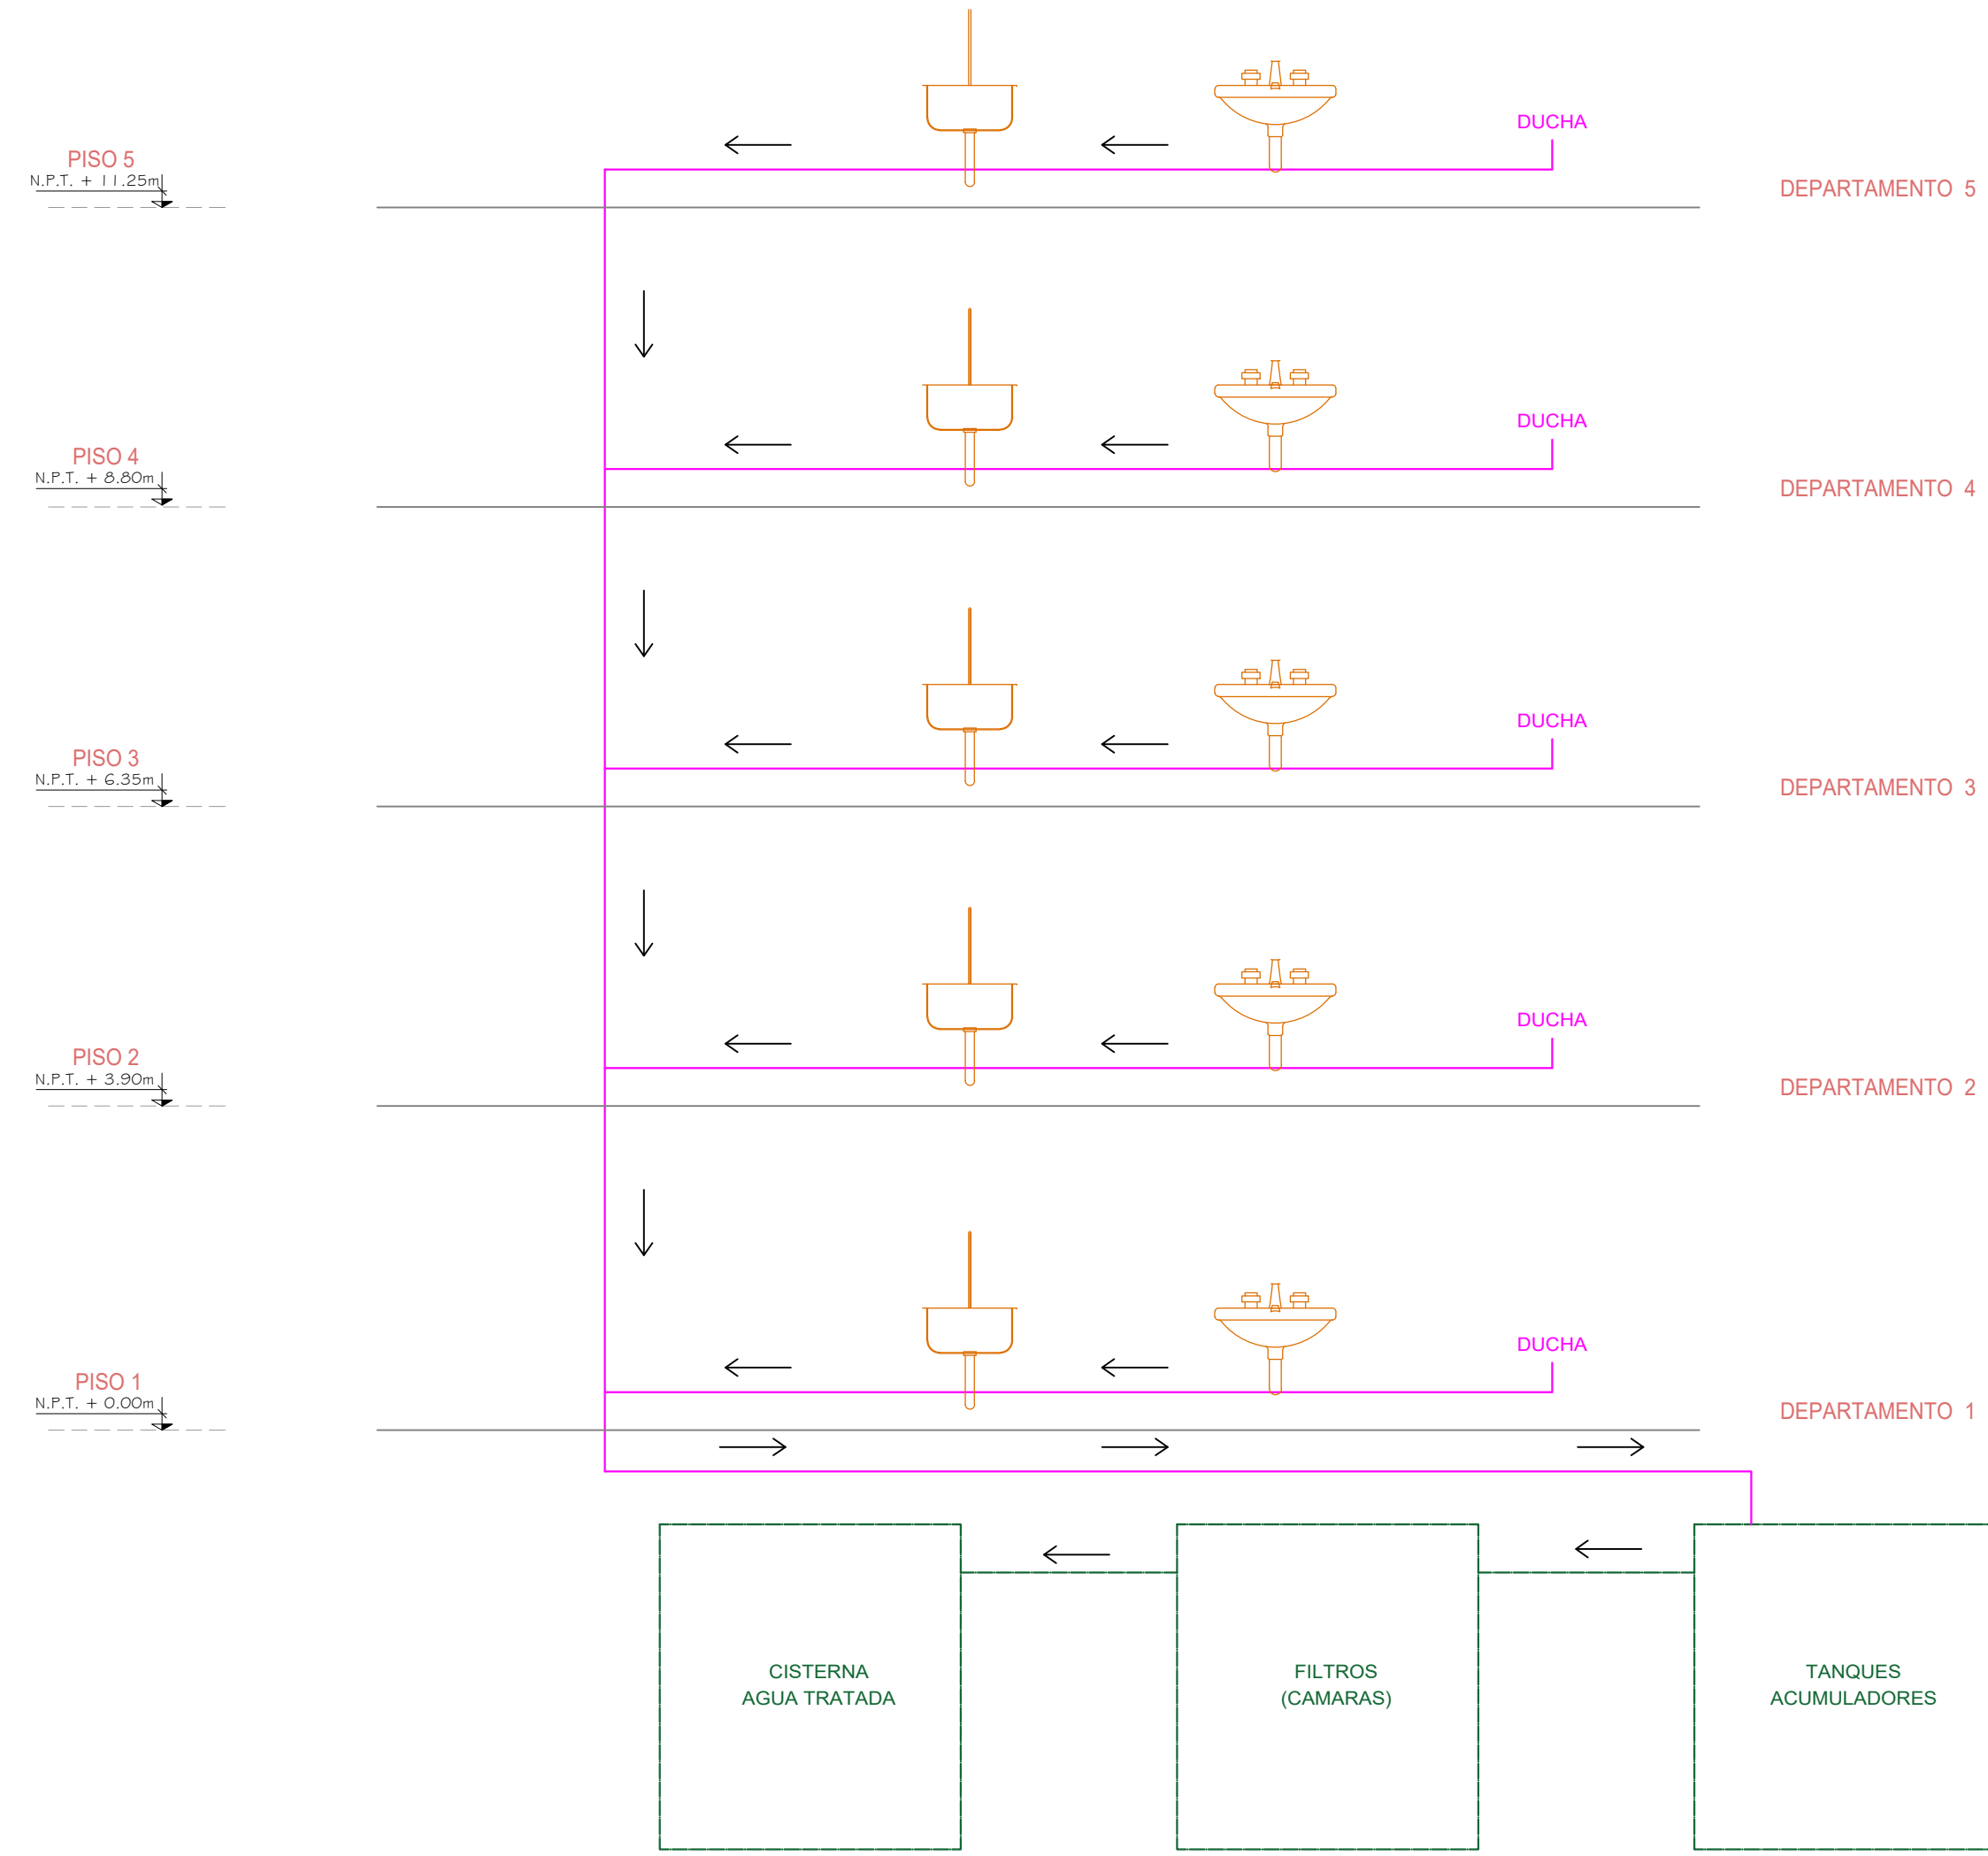 DUCHA
PISO 5
N.P.T. + 11.25m
DEPARTAMENTO 5
DUCHA
PISO 4
N.P.T. + 8.80m
DEPARTAMENTO 4
DUCHA
PISO 3
N.P.T. + 6.35m
DEPARTAMENTO 3
DUCHA
PISO 2
N.P.T. + 3.90m
DEPARTAMENTO 2
DUCHA
PISO 1
N.P.T. + 0.00m
DEPARTAMENTO 1
CISTERNA
AGUA TRATADA
FILTROS
(CAMARAS)
TANQUES
ACUMULADORES